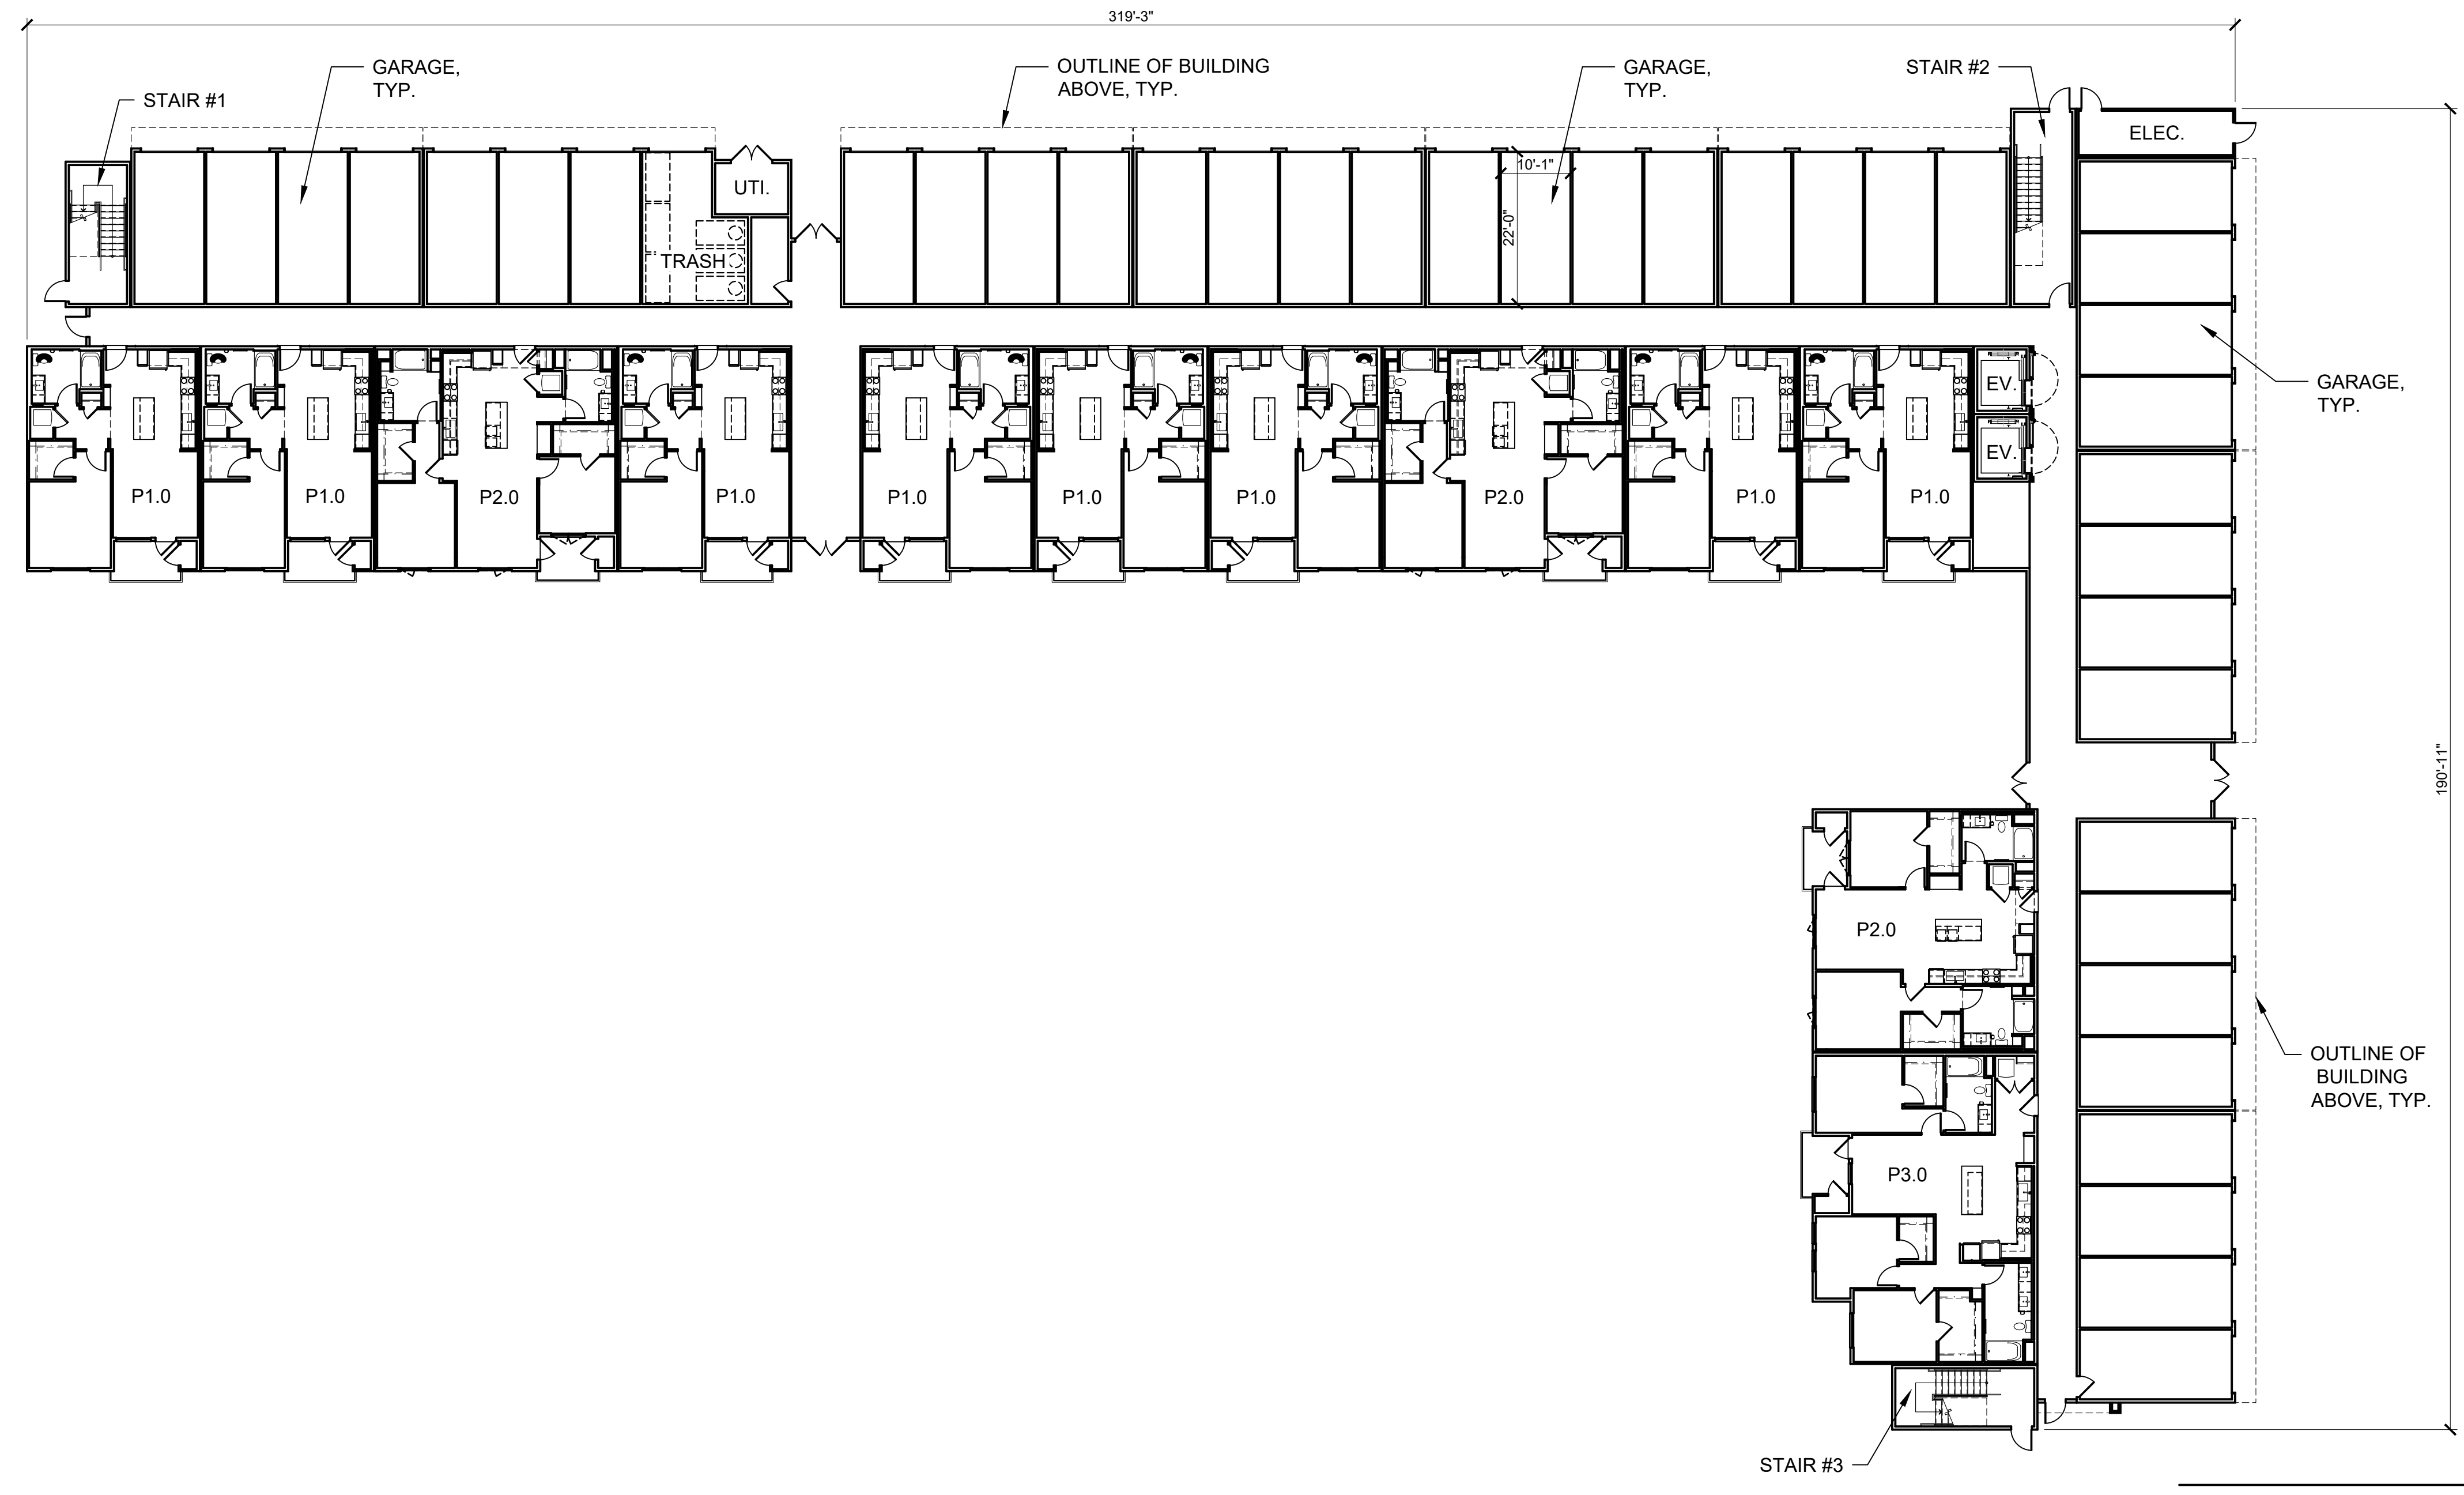 319'-3"
GARAGE,
TYP.
OUTLINE OF BUILDING
ABOVE, TYP.
GARAGE,
TYP.
STAIR #2
STAIR #1
ELEC.
UTI.
10'-1"
22'-0"
TRASH
GARAGE,
TYP.
EV.
EV.
P1.0
P1.0
P2.0
P1.0
P1.0
P1.0
P1.0
P2.0
P1.0
P1.0
190'-11"
P2.0
OUTLINE OF
BUILDING
ABOVE, TYP.
P3.0
STAIR #3